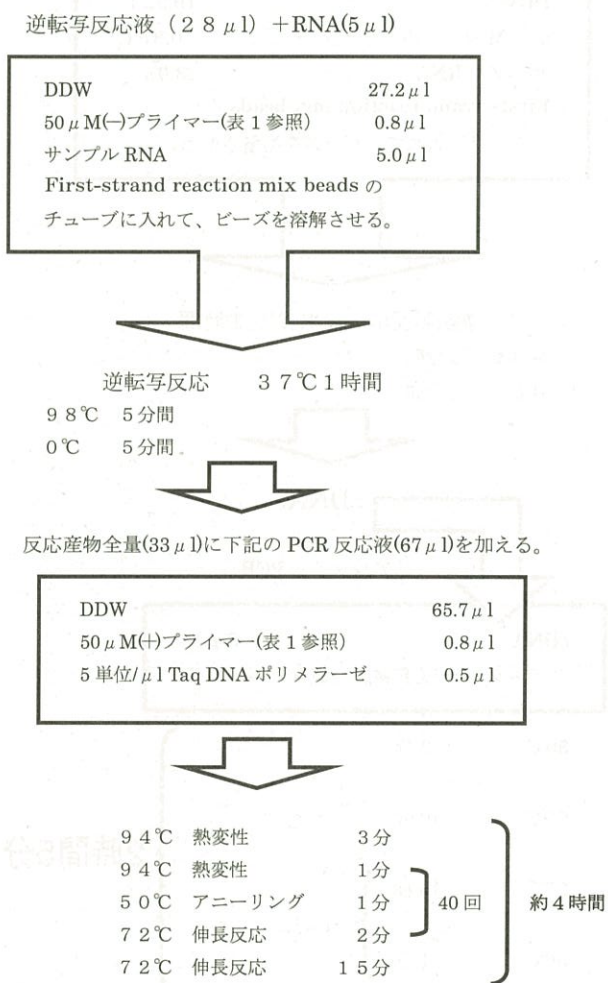 逆転写反応液（２８μl）＋RNA(5μl)
DDW 27.2μl
50μM(−)プライマー(表1参照) 0.8μl
サンプル RNA 5.0μl
First-strand reaction mix beads の
チューブに入れて、ビーズを溶解させる。
逆転写反応 ３７℃１時間
９８℃ ５分間
０℃ ５分間
反応産物全量(33μl)に下記の PCR 反応液(67μl)を加える。
DDW 65.7μl
50μM(+)プライマー(表1参照) 0.8μl
5 単位/μl Taq DNA ポリメラーゼ 0.5μl
９４℃ 熱変性 ３分
９４℃ 熱変性 １分
５０℃ アニーリング １分 40 回 約４時間
７２℃ 伸長反応 ２分
７２℃ 伸長反応 １５分